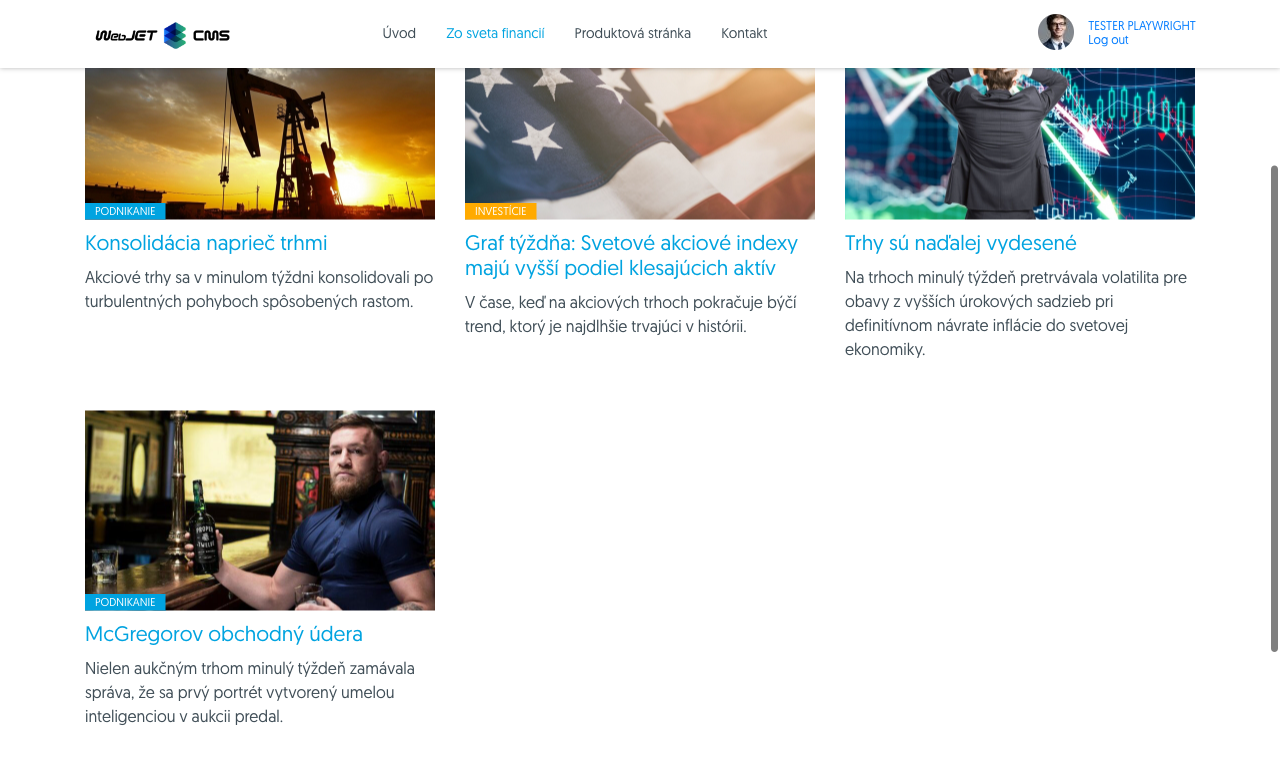 WebJET CMS
Úvod
Zo sveta financií
Produktová stránka
Kontakt
TESTER PLAYWRIGHT
Log out
PODNIKANIE
Konsolidácia naprieč trhmi
Akciové trhy sa v minulom týždni konsolidovali po
turbulentných pohyboch spôsobených rastom.
INVESTÍCIE
Graf týždňa: Svetové akciové indexy
majú vyšší podiel klesajúcich aktív
V čase, keď na akciových trhoch pokračuje býčí
trend, ktorý je najdlhšie trvajúci v histórii.
Trhy sú naďalej vydesené
Na trhoch minulý týždeň pretrvávala volatilita pre
obavy z vyšších úrokových sadzieb pri
definitívnom návrate inflácie do svetovej
ekonomiky.
PROPER
TWELVE
PODNIKANIE
McGregorov obchodný údera
Nielen aukčným trhom minulý týždeň zamávala
správa, že sa prvý portrét vytvorený umelou
inteligenciou v aukcii predal.